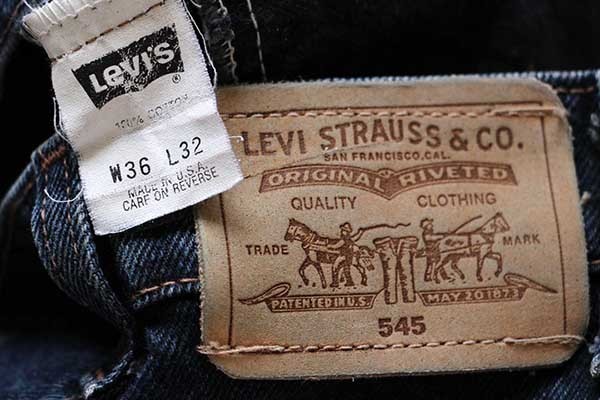 Levi's
®
100% COTTON
W36 L32
MADE IN U.S.A.
CARE ON REVERSE
LEVI STRAUSS & CO.
SAN FRANCISCO, CAL.
ORIGINAL RIVETED
QUALITY CLOTHING
TRADE MARK
PATENTED IN U.S. MAY 20 1873
545